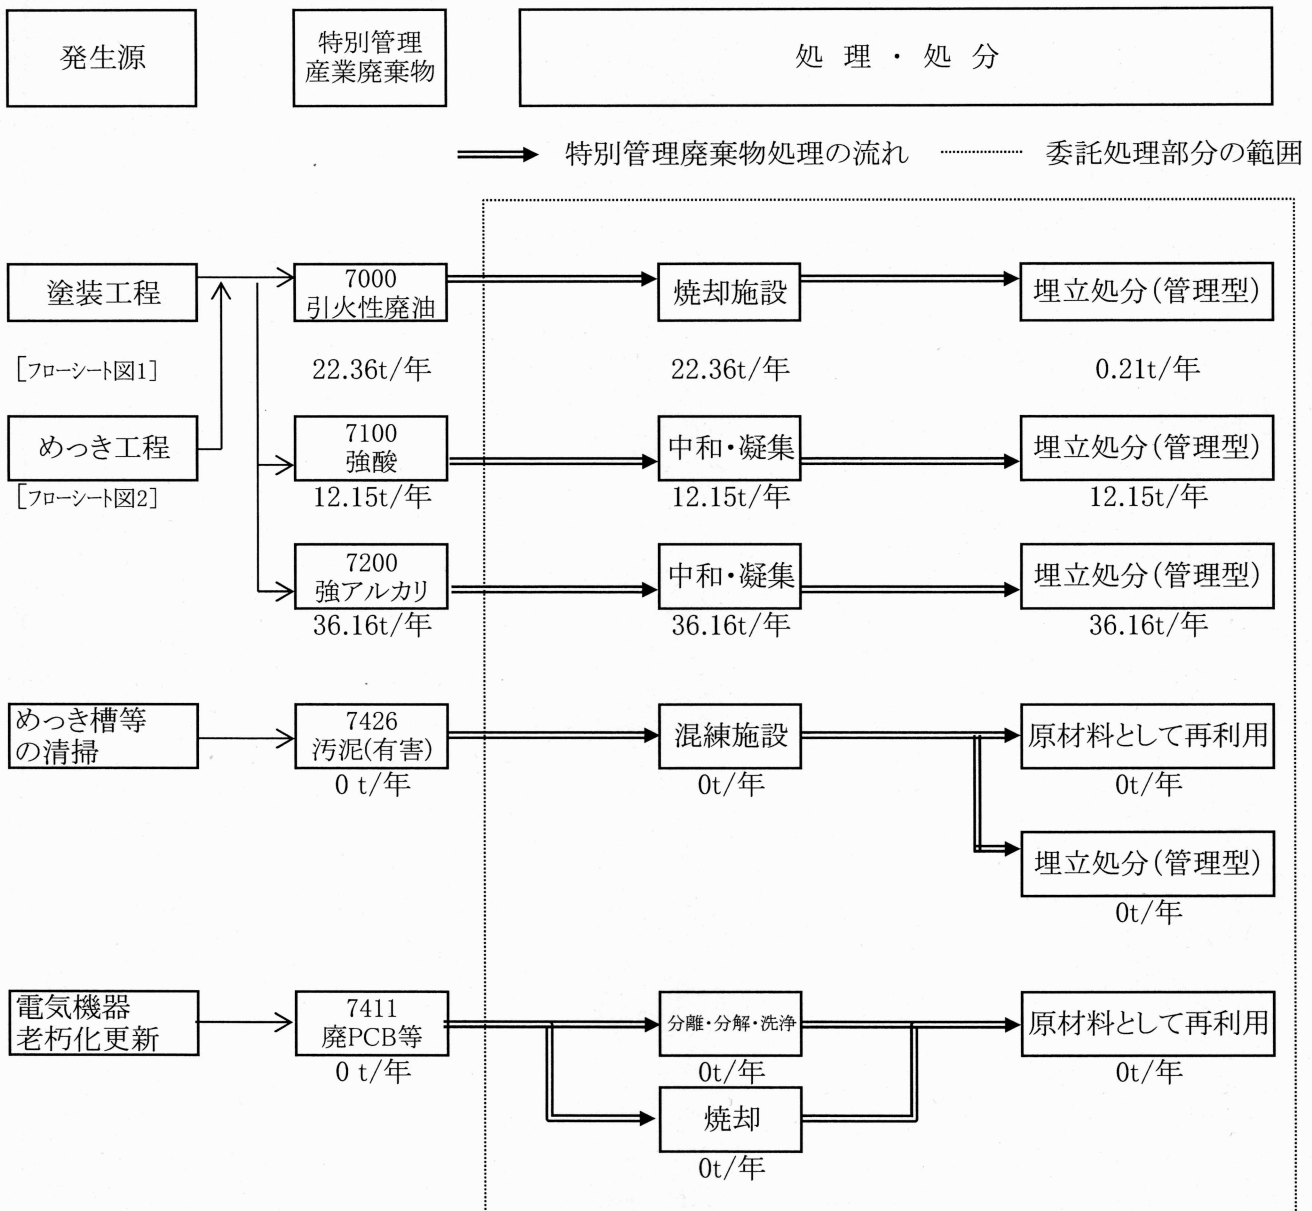 発生源
特別管理
産業廃棄物
処理・処分
特別管理廃棄物処理の流れ
委託処理部分の範囲
塗装工程
7000
引火性廃油
焼却施設
埋立処分(管理型)
[フローシート図1]
22.36t/年
22.36t/年
0.21t/年
めっき工程
7100
強酸
中和・凝集
埋立処分(管理型)
[フローシート図2]
12.15t/年
12.15t/年
12.15t/年
7200
強アルカリ
中和・凝集
埋立処分(管理型)
36.16t/年
36.16t/年
36.16t/年
めっき槽等
の清掃
7426
汚泥(有害)
混練施設
原材料として再利用
0 t/年
0t/年
0t/年
埋立処分(管理型)
0t/年
電気機器
老朽化更新
7411
廃PCB等
分離・分解・洗浄
原材料として再利用
0 t/年
0t/年
0t/年
焼却
0t/年